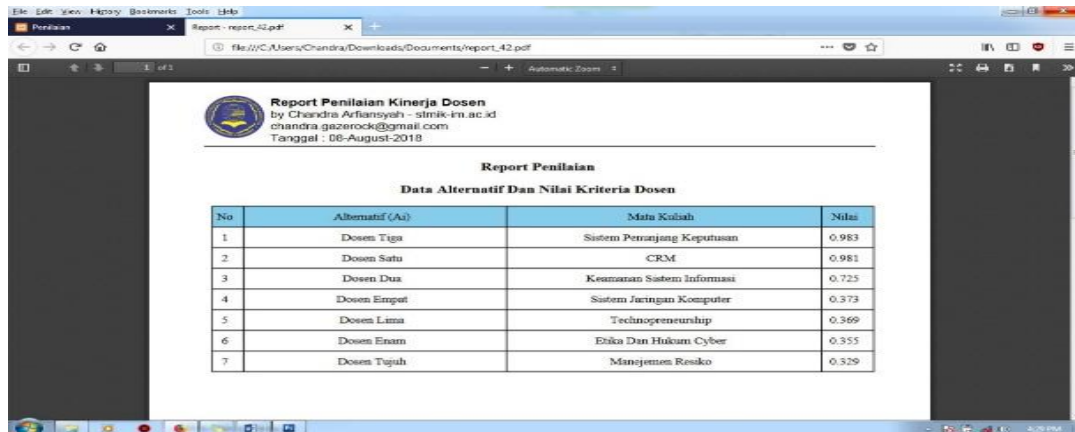 File Edit View History Bookmarks Tools Help
Penilaian
Report - report_42.pdf
file:///C:/Users/Chandra/Downloads/Documents/report_42.pdf
1 of 1
Automatic Zoom
Report Penilaian Kinerja Dosen
by Chandra Arfiansyah - stmik-im.ac.id
chandra.gazerock@gmail.com
Tanggal : 08-August-2018
Report Penilaian
Data Alternatif Dan Nilai Kriteria Dosen
No Alternatif (Ai) Mata Kuliah Nilai
1 Dosen Tiga Sistem Penunjang Keputusan 0.983
2 Dosen Satu CRM 0.981
3 Dosen Dua Keamanan Sistem Informasi 0.725
4 Dosen Empat Sistem Jaringan Komputer 0.373
5 Dosen Lima Technopreneurship 0.369
6 Dosen Enam Etika Dan Hukum Cyber 0.355
7 Dosen Tujuh Manejemen Resiko 0.329
4:29 PM